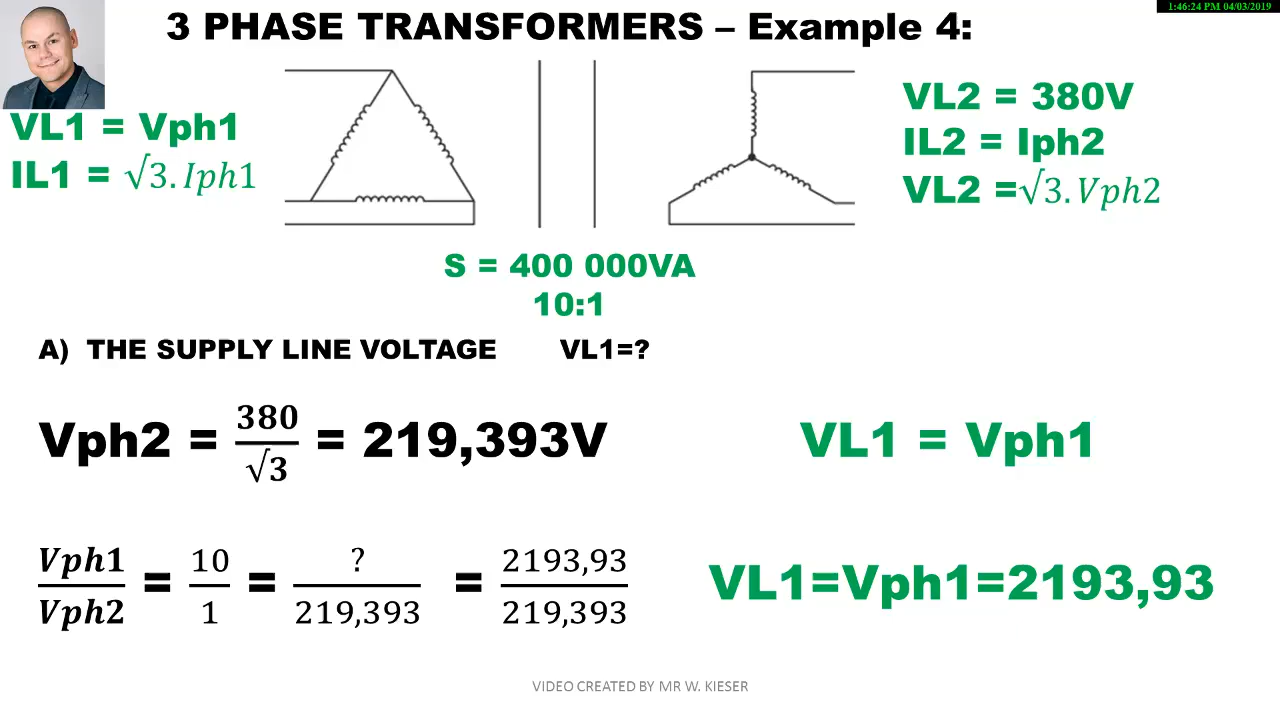 1:46:24 PM 04/03/2019
3 PHASE TRANSFORMERS – Example 4:
VL1 = Vph1
IL1 = √3.Iph1
VL2 = 380V
IL2 = Iph2
VL2 =√3.Vph2
S = 400 000VA
10:1
A) THE SUPPLY LINE VOLTAGE VL1=?
Vph2 = 380/√3 = 219,393V
VL1 = Vph1
Vph1/Vph2 = 10/1 = ?/219,393 = 2193,93/219,393
VL1=Vph1=2193,93
VIDEO CREATED BY MR W. KIESER